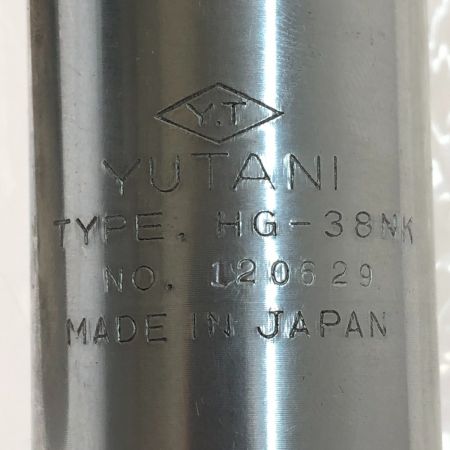 Y.T
YUTANI
TYPE. HG-38NK
NO. 120629
MADE IN JAPAN